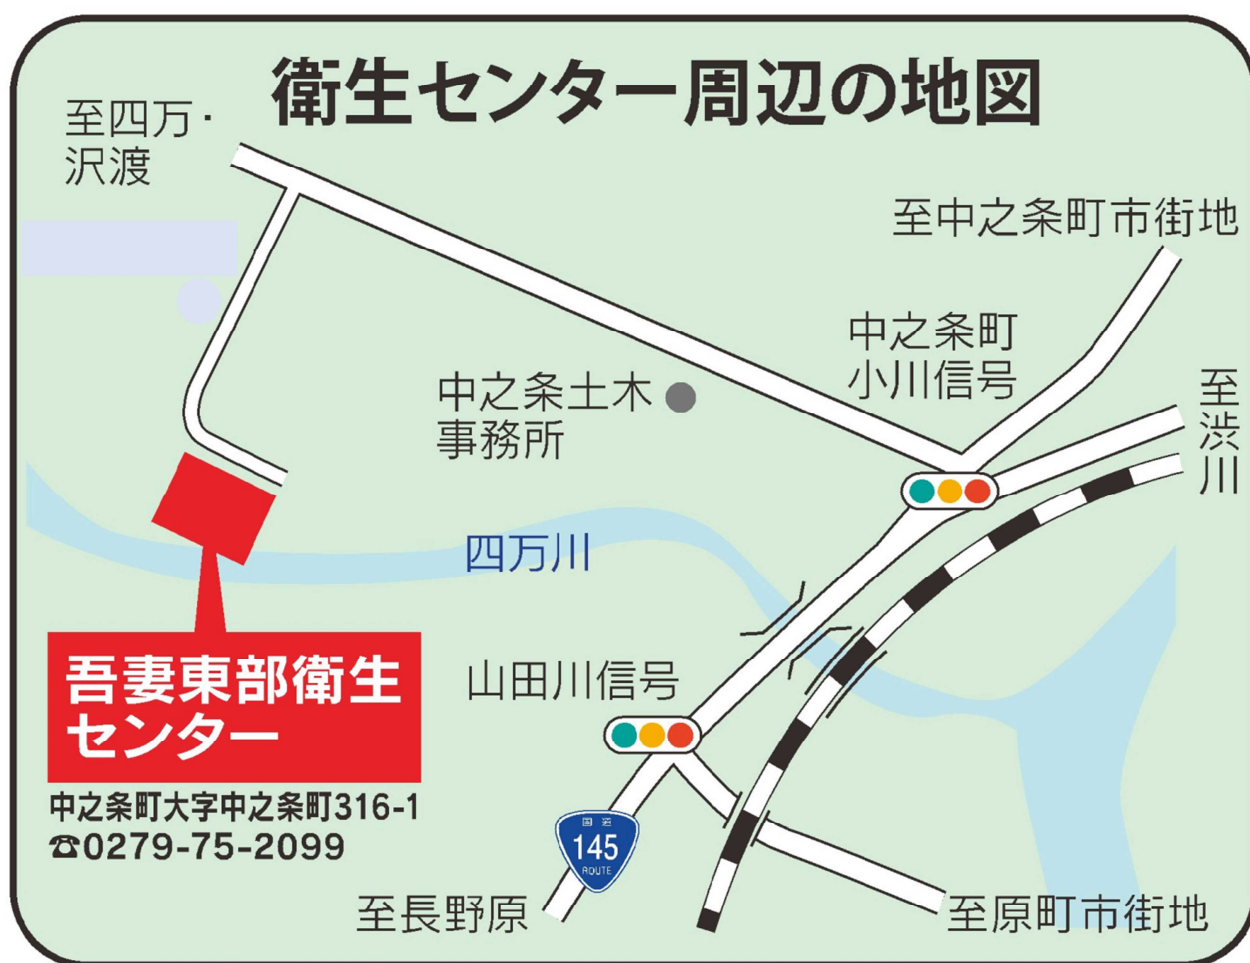 衛生センター周辺の地図
至四万・
沢渡
至中之条町市街地
中之条町
小川信号
至渋川
中之条土木
事務所
四万川
山田川信号
吾妻東部衛生
センター
中之条町大字中之条町316-1
☎0279-75-2099
国道
145
ROUTE
至長野原
至原町市街地